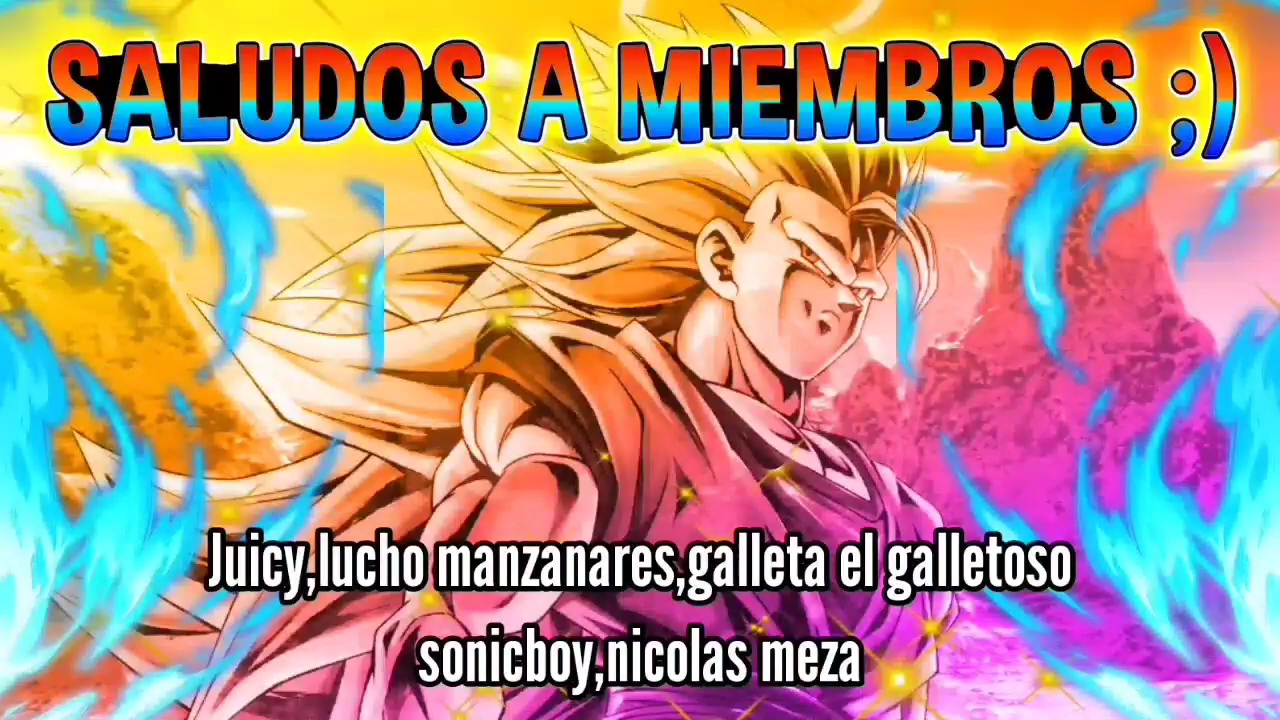 SALUDOS A MIEMBROS ;)
Juicy,lucho manzanares,galleta el galletoso
sonicboy,nicolas meza